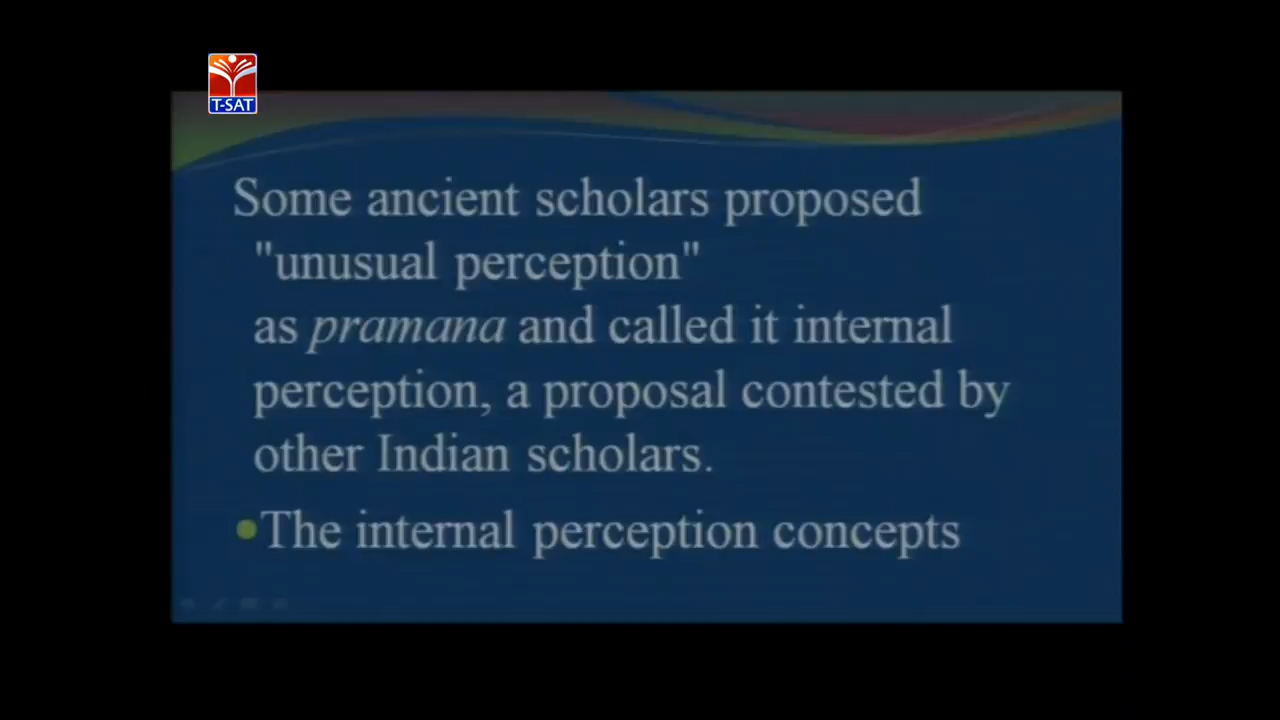 T-SAT
Some ancient scholars proposed
"unusual perception"
as pramana and called it internal
perception, a proposal contested by
other Indian scholars.
•The internal perception concepts